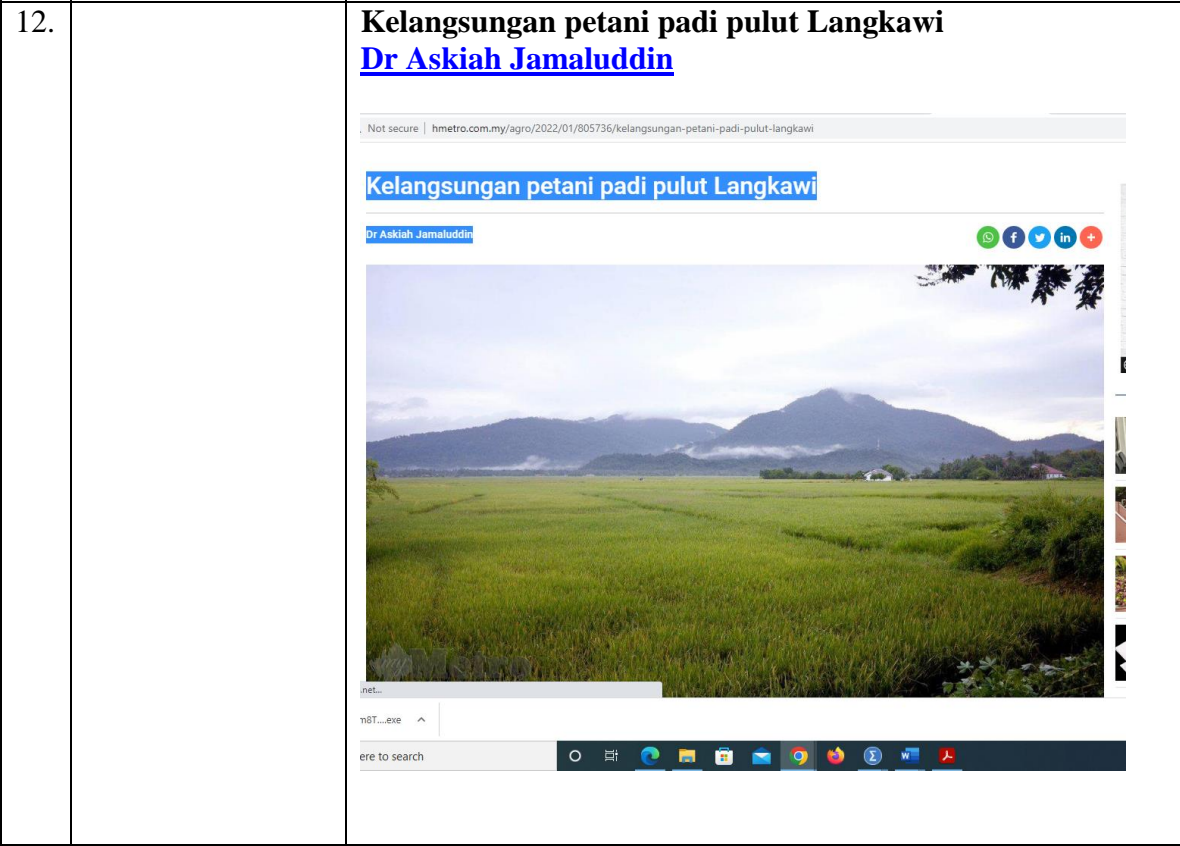 12.
Kelangsungan petani padi pulut Langkawi
Dr Askiah Jamaluddin
Not secure | hmetro.com.my/agro/2022/01/805736/kelangsungan-petani-padi-pulut-langkawi
Kelangsungan petani padi pulut Langkawi
Dr Askiah Jamaluddin
myMetro
.net...
m8T....exe
ere to search